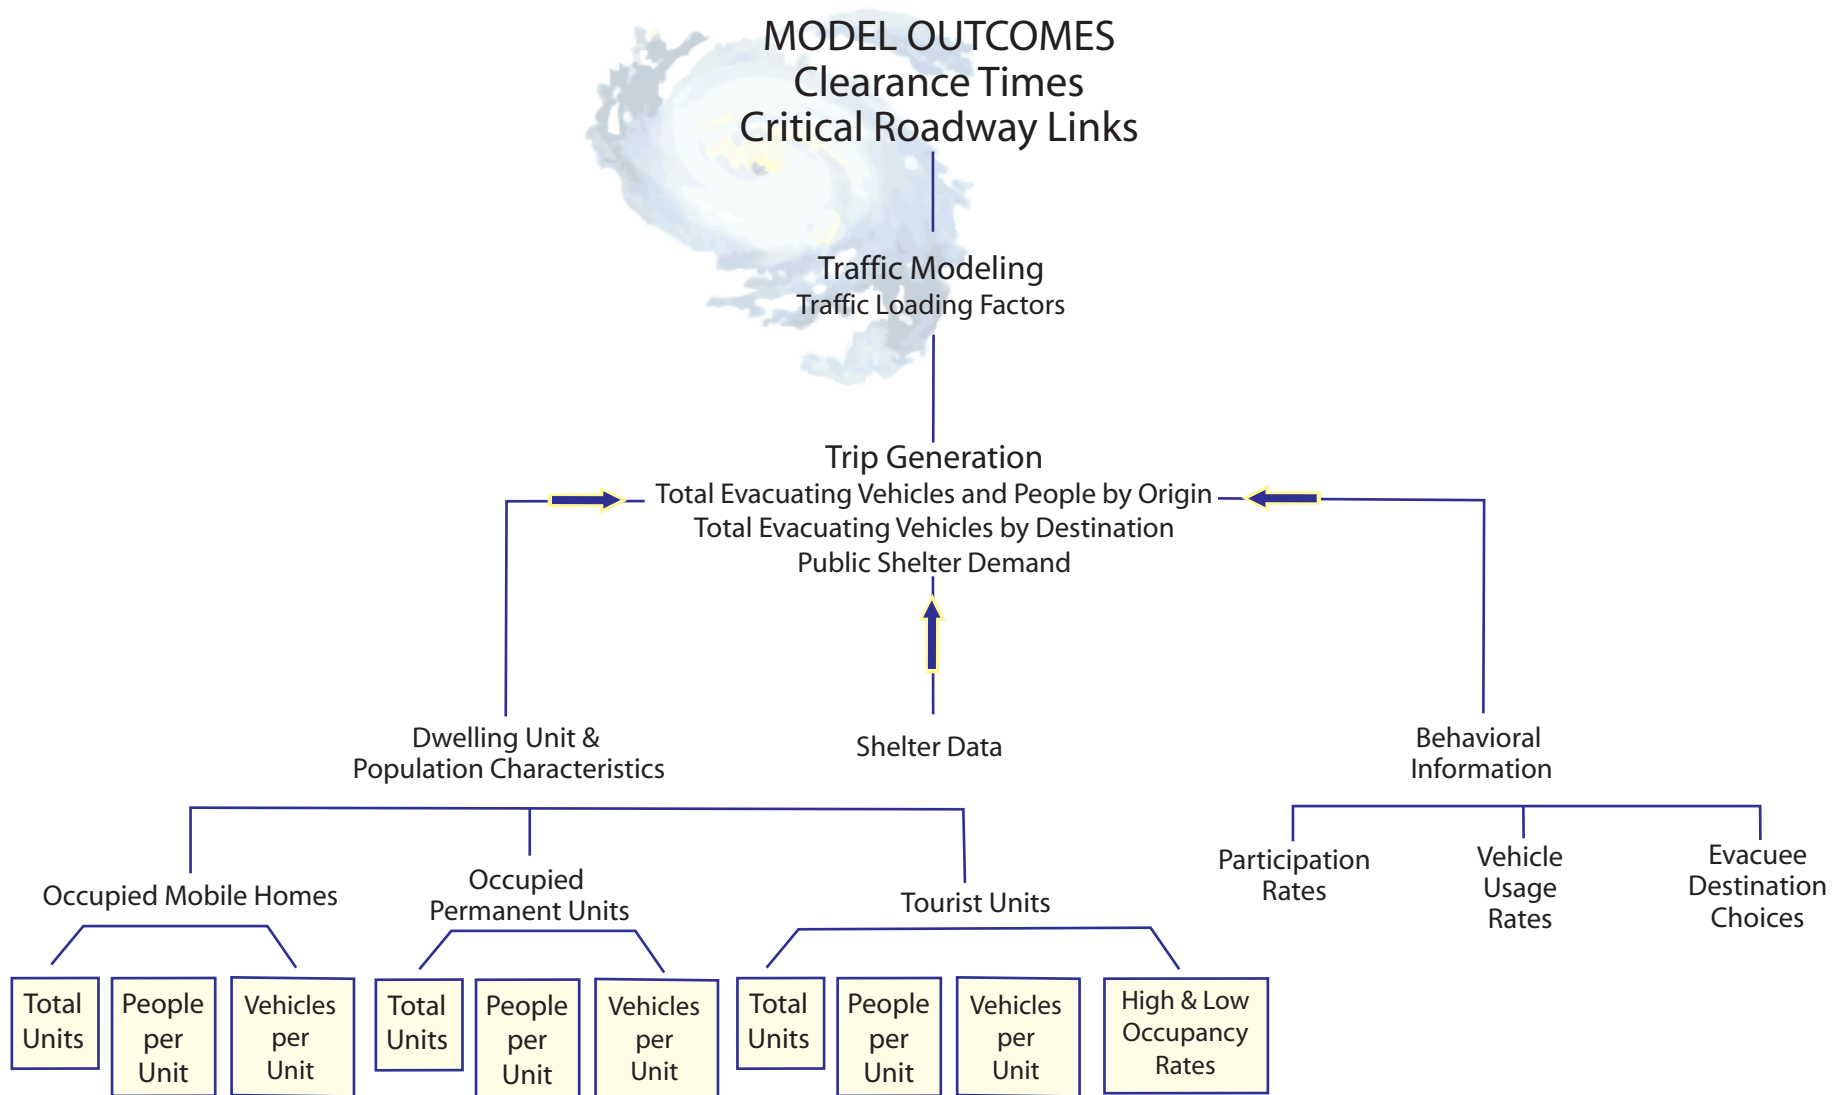 MODEL OUTCOMES
Clearance Times
Critical Roadway Links
Traffic Modeling
Traffic Loading Factors
Trip Generation
Total Evacuating Vehicles and People by Origin
Total Evacuating Vehicles by Destination
Public Shelter Demand
Dwelling Unit &
Population Characteristics
Shelter Data
Behavioral
Information
Occupied Mobile Homes
Occupied
Permanent Units
Tourist Units
Participation
Rates
Vehicle
Usage
Rates
Evacuee
Destination
Choices
Total
Units
People
per
Unit
Vehicles
per
Unit
Total
Units
People
per
Unit
Vehicles
per
Unit
Total
Units
People
per
Unit
Vehicles
per
Unit
High & Low
Occupancy
Rates